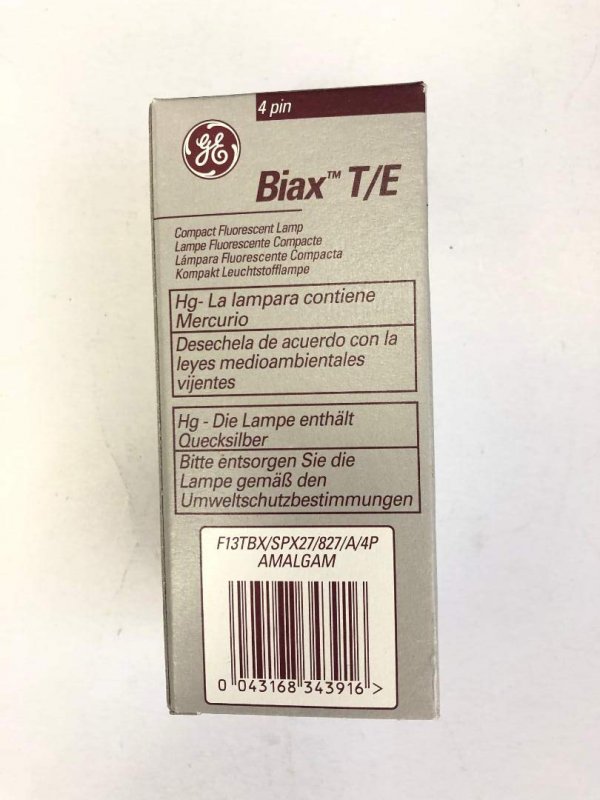 4 pin
GE
Biax™ T/E
Compact Fluorescent Lamp
Lampe Fluorescente Compacte
Lámpara Fluorescente Compacta
Kompakt Leuchtstofflampe
Hg- La lampara contiene
Mercurio
Desechela de acuerdo con la
leyes medioambientales
vijentes
Hg - Die Lampe enthält
Quecksilber
Bitte entsorgen Sie die
Lampe gemäß den
Umweltschutzbestimmungen
F13TBX/SPX27/827/A/4P
AMALGAM
0 043168 343916 >